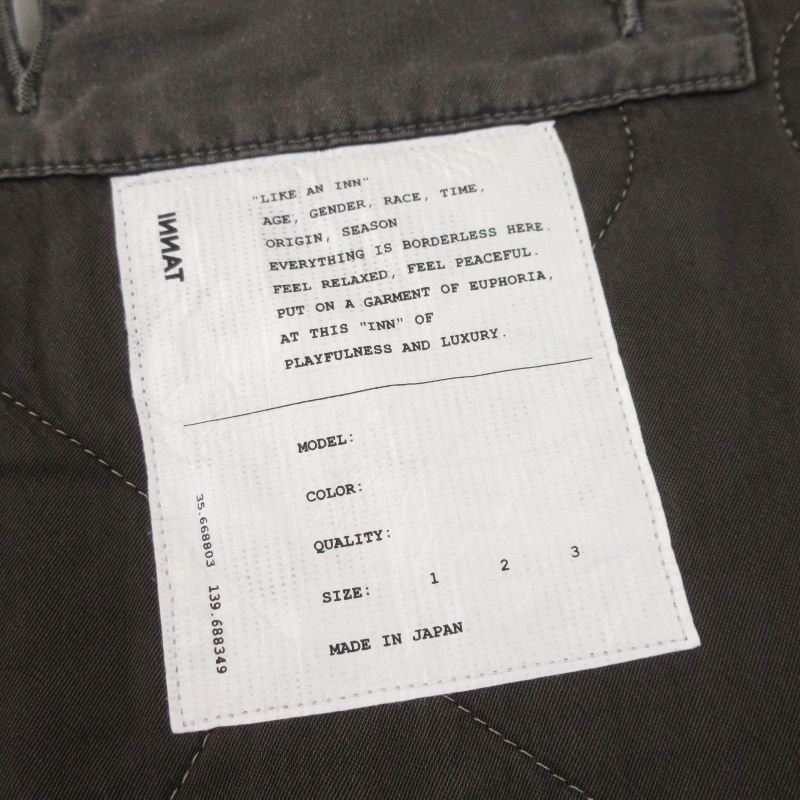 INNAT
"LIKE AN INN"
AGE, GENDER, RACE, TIME,
ORIGIN, SEASON
EVERYTHING IS BORDERLESS HERE.
FEEL RELAXED, FEEL PEACEFUL.
PUT ON A GARMENT OF EUPHORIA,
AT THIS "INN" OF
PLAYFULNESS AND LUXURY.
MODEL:
COLOR:
QUALITY:
SIZE: 1 2 3
MADE IN JAPAN
35.668803 139.688349